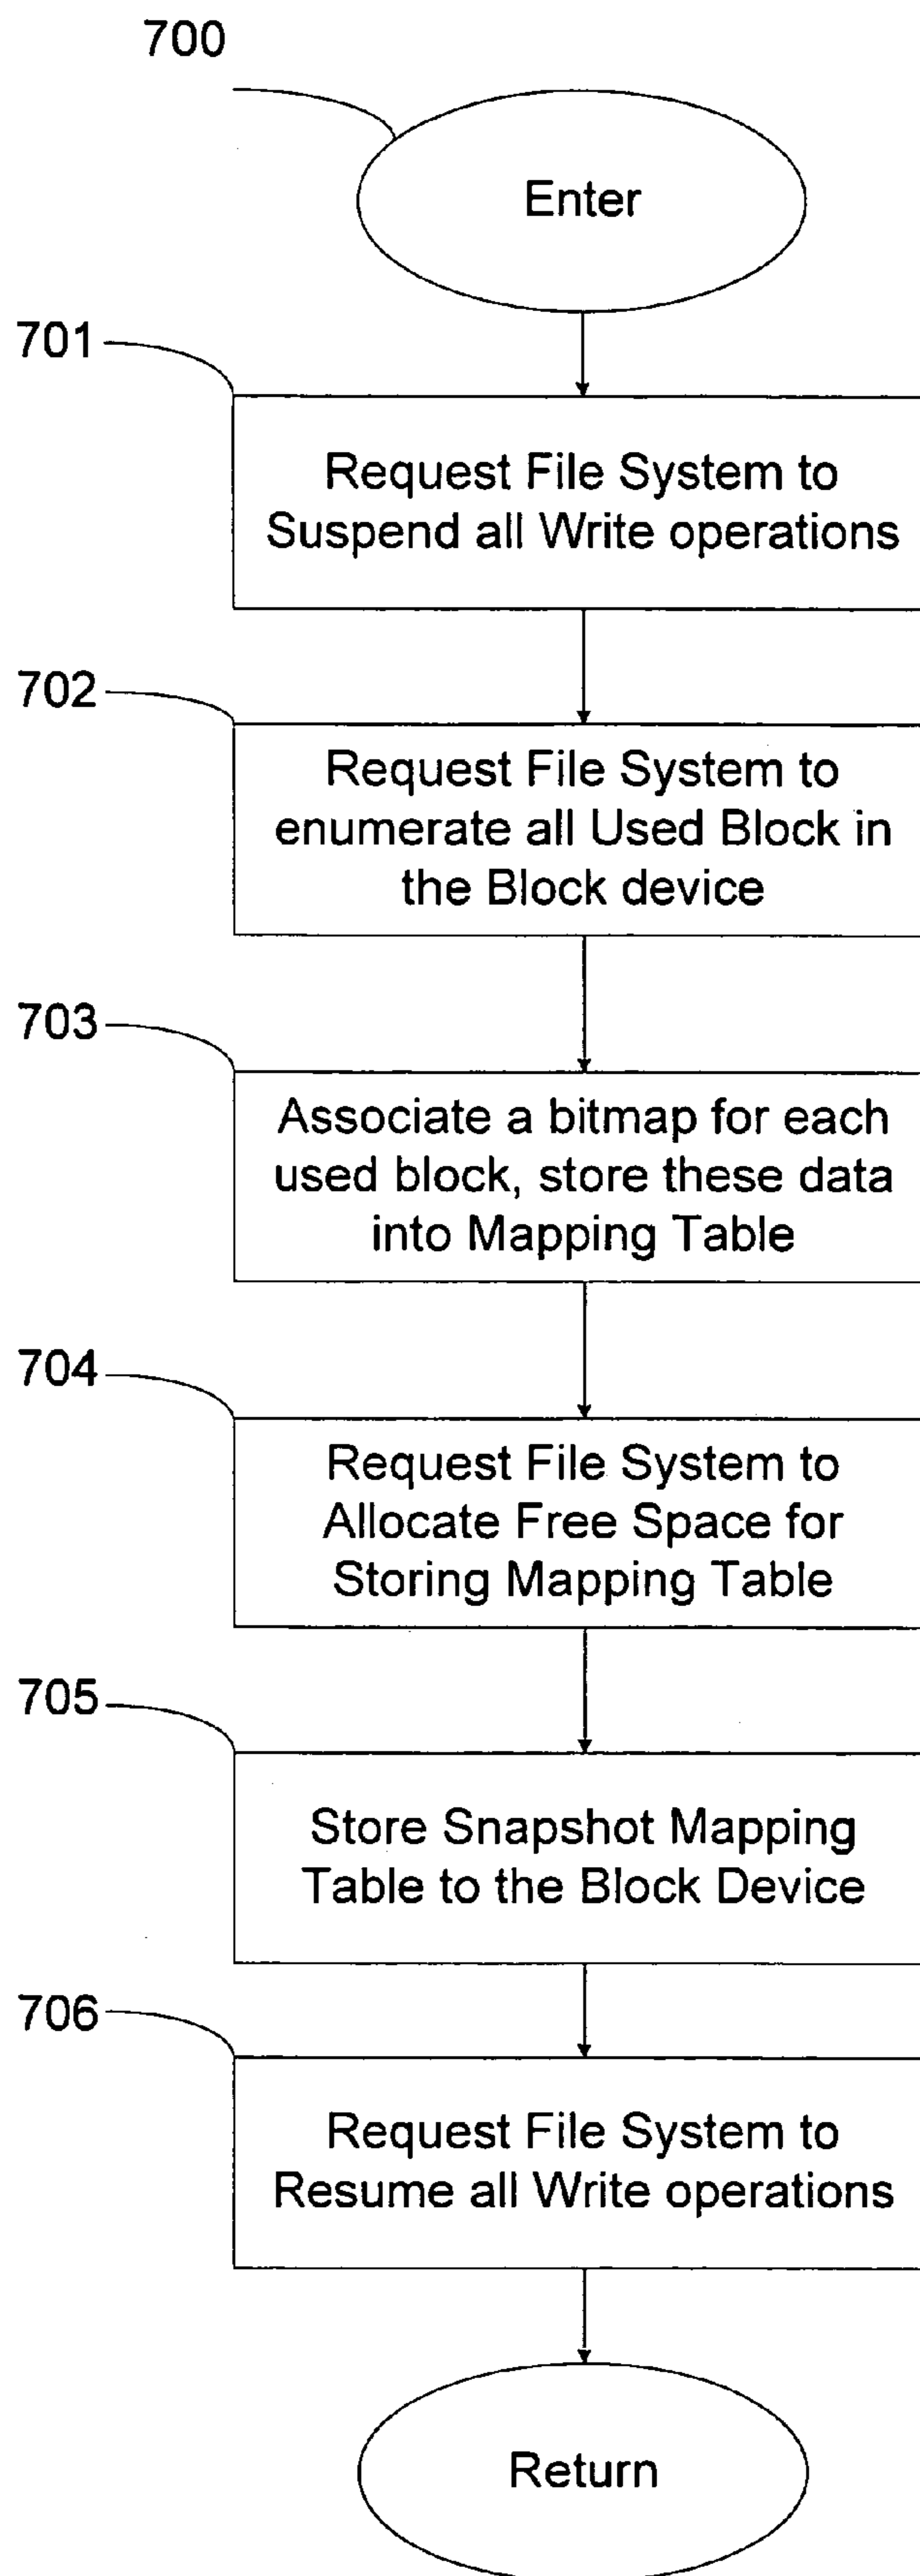 700
Enter
701
Request File System to
Suspend all Write operations
702
Request File System to
enumerate all Used Block in
the Block device
703
Associate a bitmap for each
used block, store these data
into Mapping Table
704
Request File System to
Allocate Free Space for
Storing Mapping Table
705
Store Snapshot Mapping
Table to the Block Device
706
Request File System to
Resume all Write operations
Return